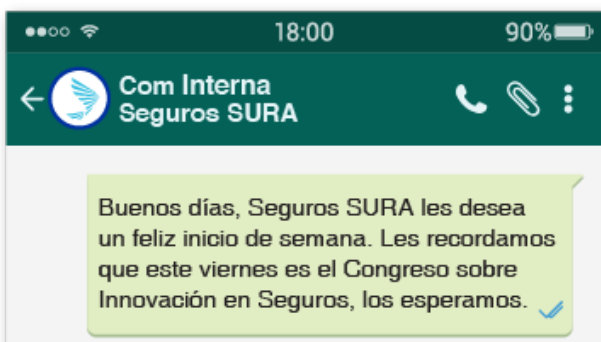 18:00
90%
Com Interna
Seguros SURA
Buenos días, Seguros SURA les desea
un feliz inicio de semana. Les recordamos
que este viernes es el Congreso sobre
Innovación en Seguros, los esperamos.